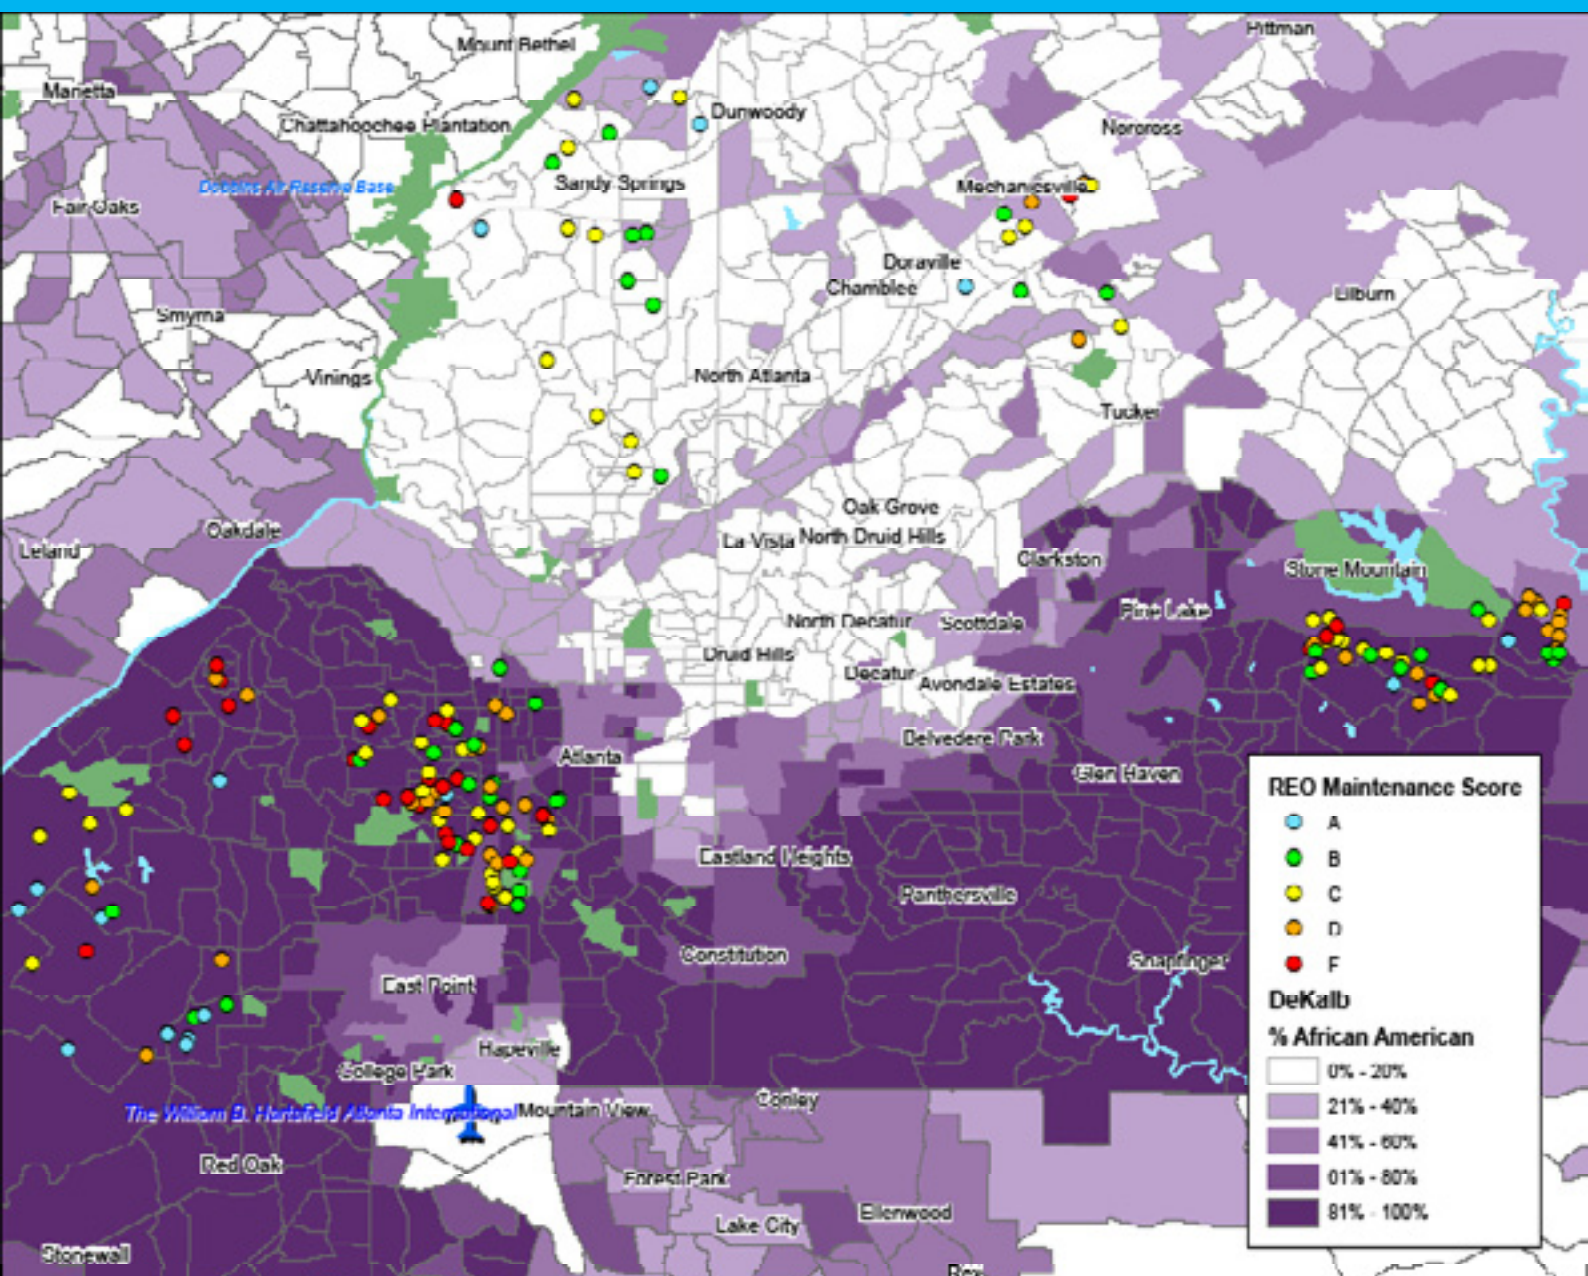 Mount Bethel
Pittman
Marietta
Dunwoody
Chattahoochee Plantation
Norcross
Dobbins Air Reserve Base
Sandy Springs
Mechanicsville
Fair Oaks
Doraville
Chamblee
Lilburn
Smyrna
Vinings
North Atlanta
Tucker
Oak Grove
Oakdale
La Vista
North Druid Hills
Leland
Clarkston
Stone Mountain
Pine Lake
North Decatur
Scottdale
Druid Hills
Decatur
Avondale Estates
Belvedere Park
Atlanta
Glen Haven
Eastland Heights
Panthersville
Constitution
Snapfinger
East Point
Hapeville
College Park
The William B. Hartsfield Atlanta International
Mountain View
Conley
Red Oak
Forest Park
Lake City
Ellenwood
Stonewall
Rex
REO Maintenance Score
A
B
C
D
F
DeKalb
% African American
0% - 20%
21% - 40%
41% - 60%
61% - 80%
81% - 100%